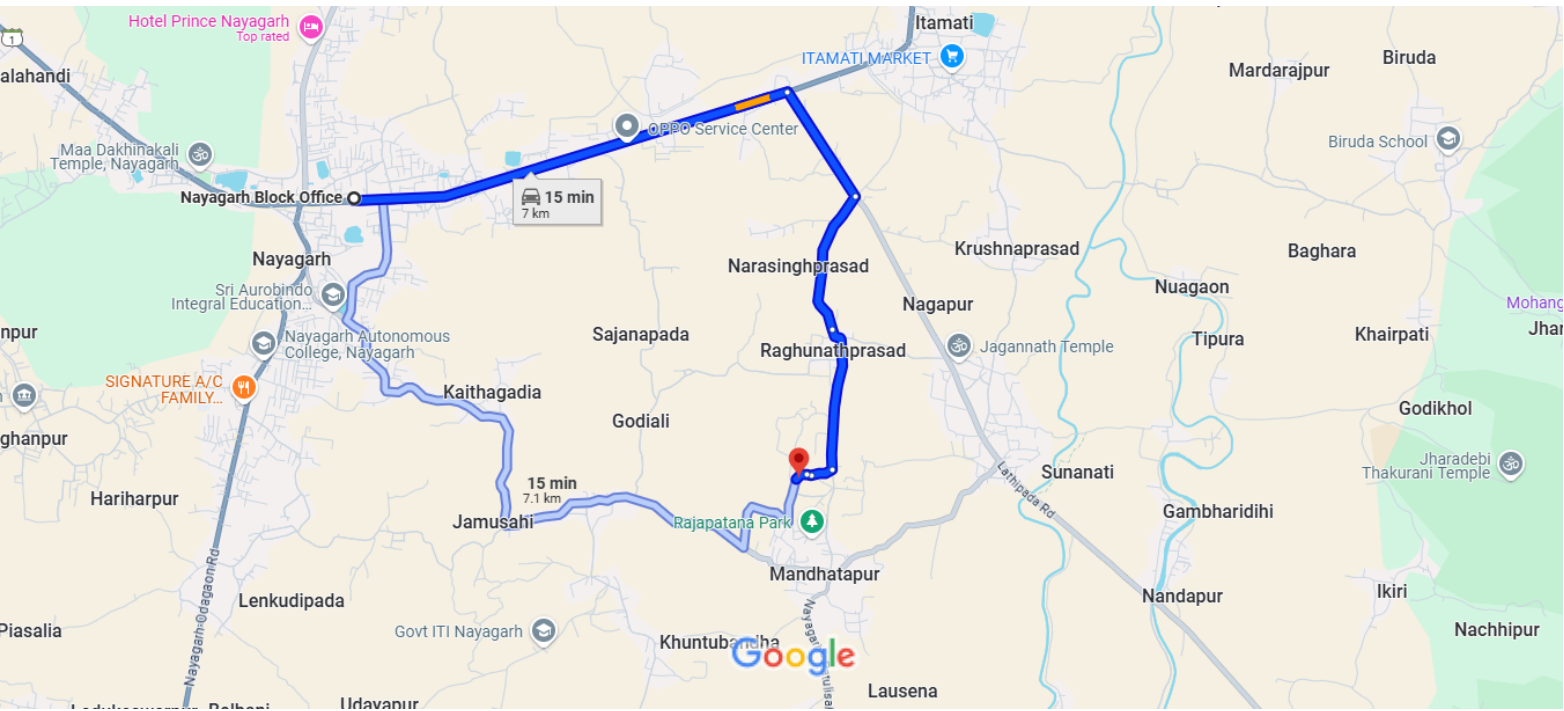 Hotel Prince Nayagarh
Top rated
Itamati
1
ITAMATI MARKET
Biruda
Mardarajpur
alahandi
OPPO Service Center
Maa Dakhinakali
Temple, Nayagarh
Biruda School
Nayagarh Block Office
15 min
7 km
Nayagarh
Narasinghprasad
Krushnaprasad
Baghara
Sri Aurobindo
Integral Education...
Nagapur
Nuagaon
Mohang
Jhar
npur
Nayagarh Autonomous
College, Nayagarh
Sajanapada
Raghunathprasad
Jagannath Temple
Tipura
Khairpati
SIGNATURE A/C
FAMILY...
Kaithagadia
Godiali
Godikhol
ghanpur
Jharadebi
Thakurani Temple
Hariharpur
15 min
7.1 km
Sunanati
Lathipada Rd
Jamusahi
Rajapatana Park
Gambharidihi
Mandhatapur
Nayagarh-Odagaon Rd
Lenkudipada
Nandapur
Ikiri
Piasalia
Govt ITI Nayagarh
Khuntubandha
Google
Nachhipur
Lausena
Udayapur